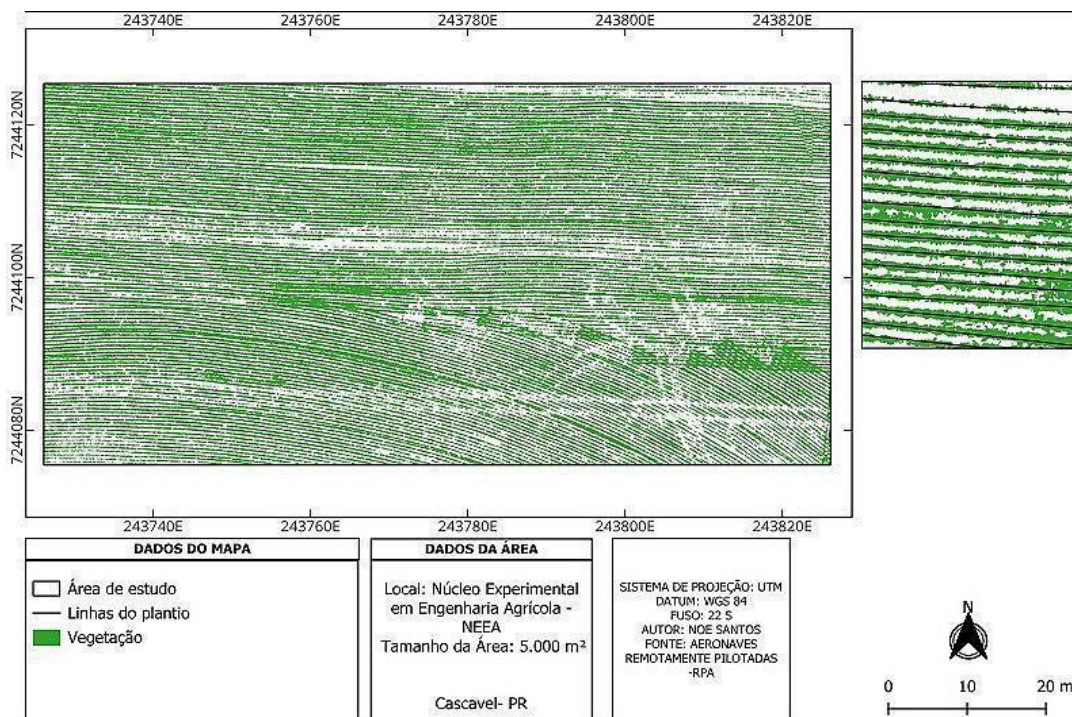 243740E 243760E 243780E 243800E 243820E
7244120N
7244100N
7244080N
243740E 243760E 243780E 243800E 243820E
DADOS DO MAPA
Área de estudo
Linhas do plantio
Vegetação
DADOS DA ÁREA
Local: Núcleo Experimental
em Engenharia Agrícola -
NEEA
Tamanho da Área: 5.000 m²
Cascavel- PR
SISTEMA DE PROJEÇÃO: UTM
DATUM: WGS 84
FUSO: 22 S
AUTOR: NOE SANTOS
FONTE: AERONAVES
REMOTAMENTE PILOTADAS
-RPA
N
0 10 20 m